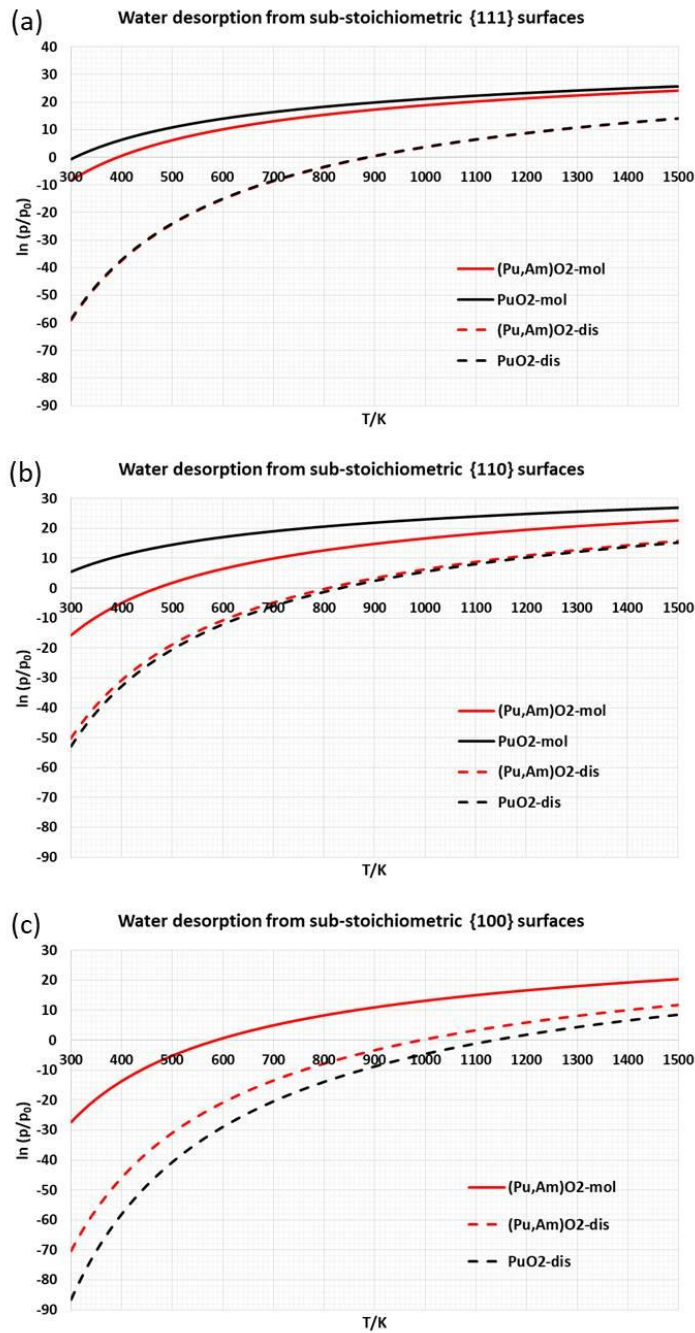 (a)
Water desorption from sub-stoichiometric {111} surfaces
40
30
20
10
0
-10
-20
-30
-40
-50
-60
-70
-80
-90
ln (p/p₀)
300 400 500 600 700 800 900 1000 1100 1200 1300 1400 1500
(Pu,Am)O2-mol
PuO2-mol
(Pu,Am)O2-dis
PuO2-dis
T/K
(b)
Water desorption from sub-stoichiometric {110} surfaces
30
20
10
0
-10
-20
-30
-40
-50
-60
-70
-80
-90
ln (p/p₀)
300 400 500 600 700 800 900 1000 1100 1200 1300 1400 1500
(Pu,Am)O2-mol
PuO2-mol
(Pu,Am)O2-dis
PuO2-dis
T/K
(c)
Water desorption from sub-stoichiometric {100} surfaces
30
20
10
0
-10
-20
-30
-40
-50
-60
-70
-80
-90
ln (p/p₀)
300 400 500 600 700 800 900 1000 1100 1200 1300 1400 1500
(Pu,Am)O2-mol
(Pu,Am)O2-dis
PuO2-dis
T/K